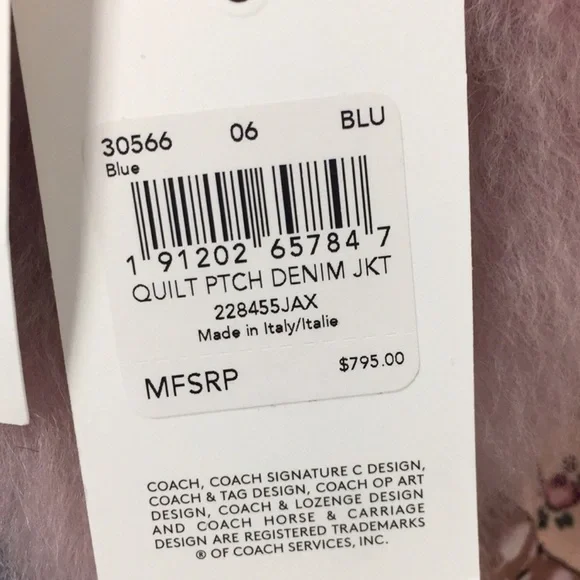 30566 06 BLU
Blue
1 91202 65784 7
QUILT PTCH DENIM JKT
228455JAX
Made in Italy/Italie
MFSRP $795.00
COACH, COACH SIGNATURE C DESIGN,
COACH & TAG DESIGN, COACH OP ART
DESIGN, COACH & LOZENGE DESIGN
AND COACH HORSE & CARRIAGE
DESIGN ARE REGISTERED TRADEMARKS
® OF COACH SERVICES, INC.